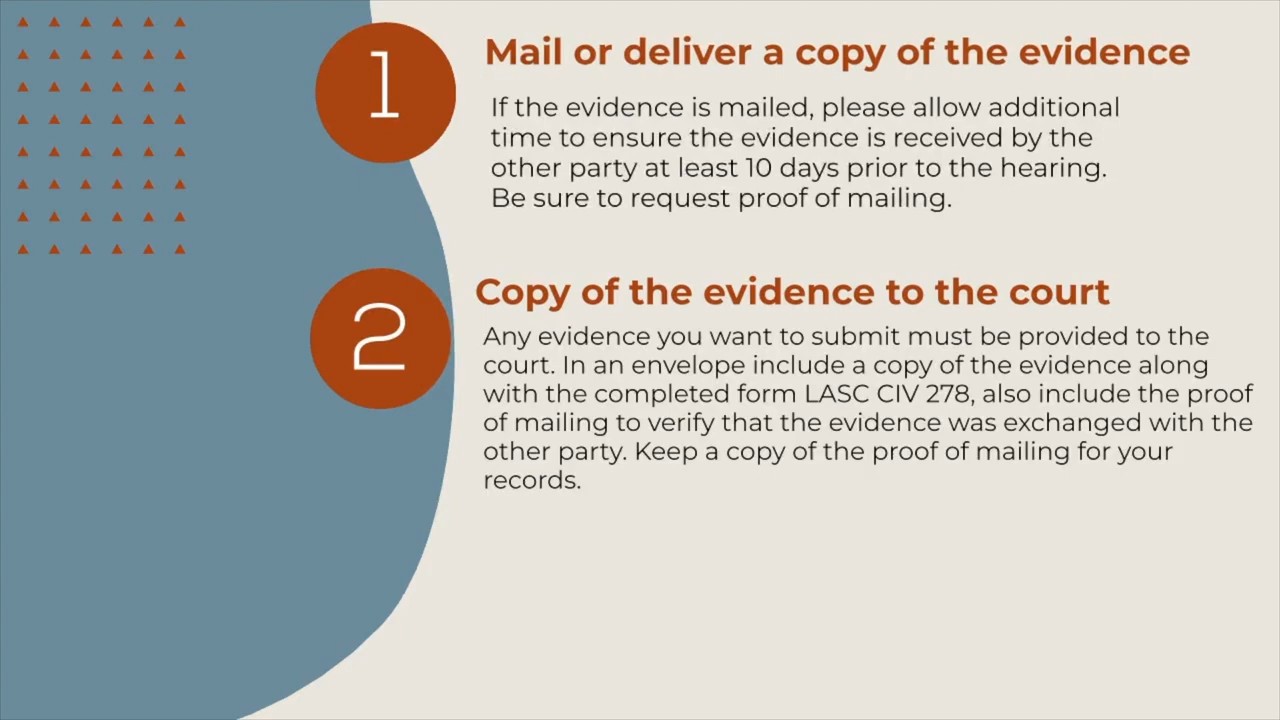 1
Mail or deliver a copy of the evidence
If the evidence is mailed, please allow additional
time to ensure the evidence is received by the
other party at least 10 days prior to the hearing.
Be sure to request proof of mailing.
2
Copy of the evidence to the court
Any evidence you want to submit must be provided to the
court. In an envelope include a copy of the evidence along
with the completed form LASC CIV 278, also include the proof
of mailing to verify that the evidence was exchanged with the
other party. Keep a copy of the proof of mailing for your
records.